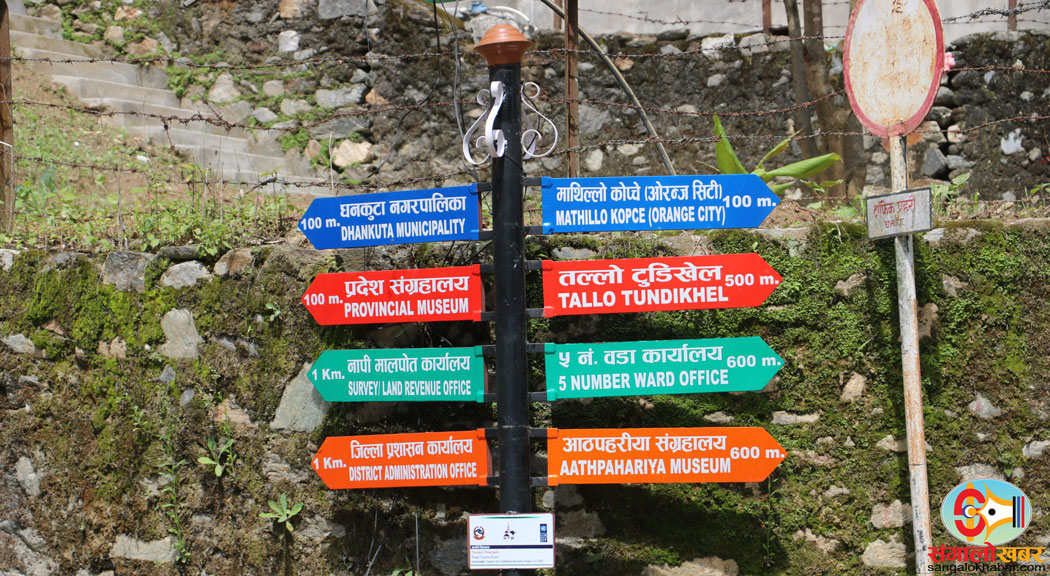 100 m.
धनकुटा नगरपालिका
DHANKUTA MUNICIPALITY
माथिल्लो कोप्चे (ओरन्ज सिटी)
MATHILLO KOPCE (ORANGE CITY)
100 m.
100 m.
प्रदेश संग्रहालय
PROVINCIAL MUSEUM
तल्लो टुडिखेल
TALLO TUNDIKHEL
500 m.
1 Km.
नापी मालपोत कार्यालय
SURVEY/ LAND REVENUE OFFICE
५ नं. वडा कार्यालय
5 NUMBER WARD OFFICE
600 m.
1 Km.
जिल्ला प्रशासन कार्यालय
DISTRICT ADMINISTRATION OFFICE
आठपहरीया संग्रहालय
AATHPAHARIYA MUSEUM
600 m.
ट्राफिक प्रहरी
संगालोखबर
sangalokhabar.com